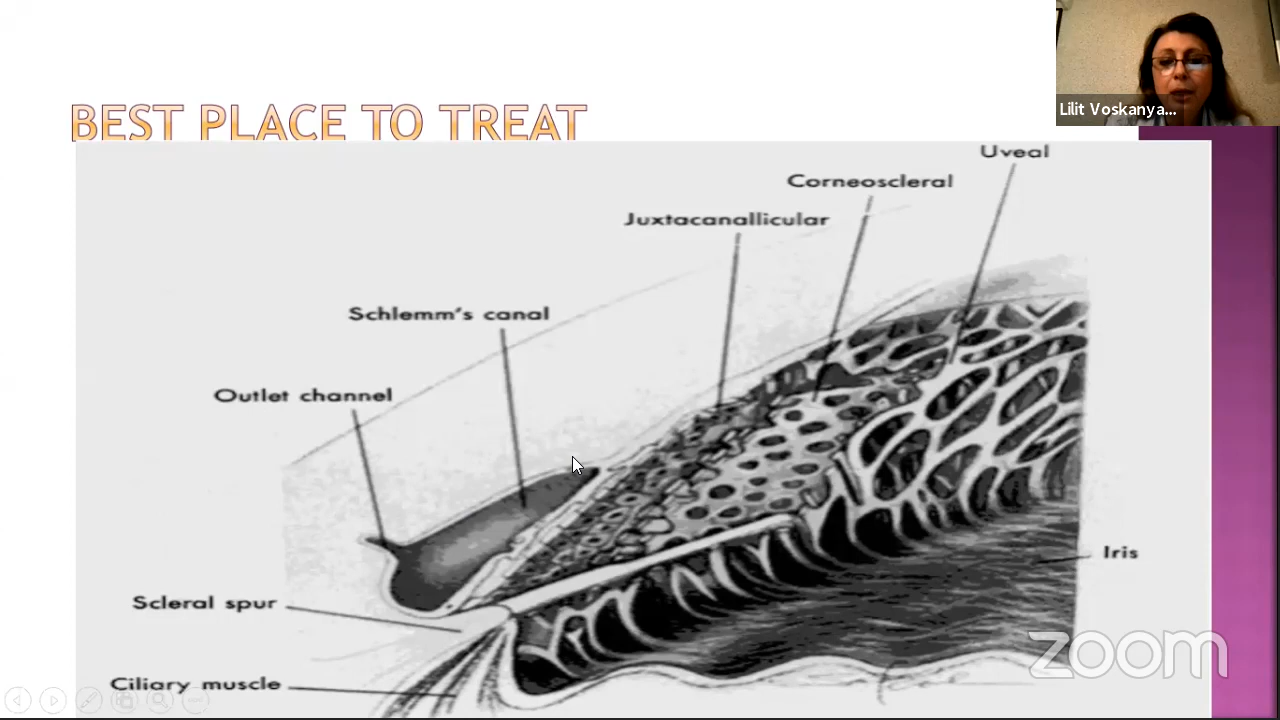 Lilit Voskanya...
BEST PLACE TO TREAT
Uveal
Corneoscleral
Juxtacanallicular
Schlemm's canal
Outlet channel
Iris
Scleral spur
Ciliary muscle
zoom